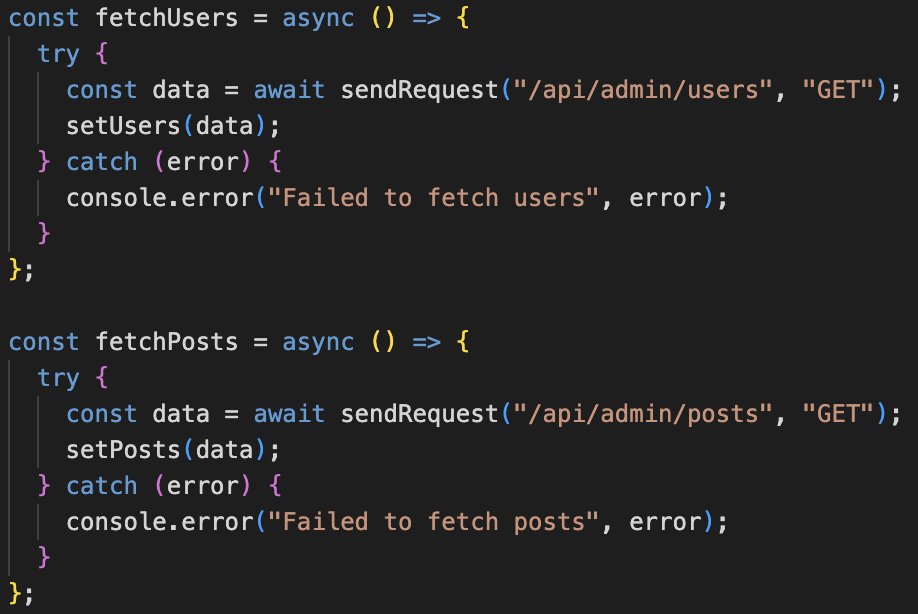 const fetchUsers = async () => {
  try {
    const data = await sendRequest("/api/admin/users", "GET");
    setUsers(data);
  } catch (error) {
    console.error("Failed to fetch users", error);
  }
};

const fetchPosts = async () => {
  try {
    const data = await sendRequest("/api/admin/posts", "GET");
    setPosts(data);
  } catch (error) {
    console.error("Failed to fetch posts", error);
  }
};